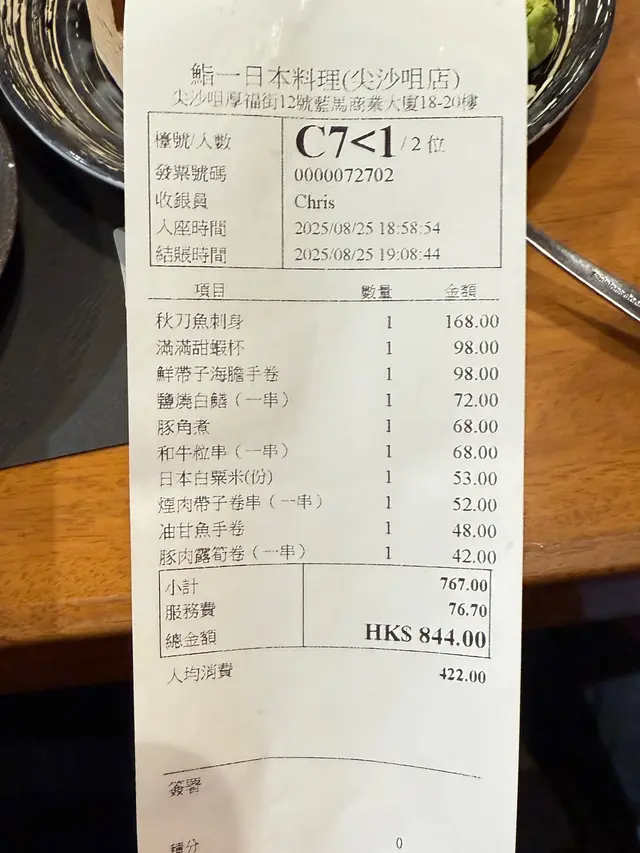 鮨一日本料理(尖沙咀店)
尖沙咀厚福街12號藍馬商業大廈18-20樓
檯號/人數 C7<1 / 2 位
發票號碼 0000072702
收銀員 Chris
入座時間 2025/08/25 18:58:54
結賬時間 2025/08/25 19:08:44
項目 數量 金額
秋刀魚刺身 1 168.00
滿滿甜蝦杯 1 98.00
鮮帶子海膽手卷 1 98.00
鹽燒白鱔（一串） 1 72.00
豚角煮 1 68.00
和牛粒串（一串） 1 68.00
日本白粟米(份) 1 53.00
煙肉帶子卷串（一串） 1 52.00
油甘魚手卷 1 48.00
豚肉露筍卷（一串） 1 42.00
小計 767.00
服務費 76.70
總金額 HK$ 844.00
人均消費 422.00
簽署
積分 0